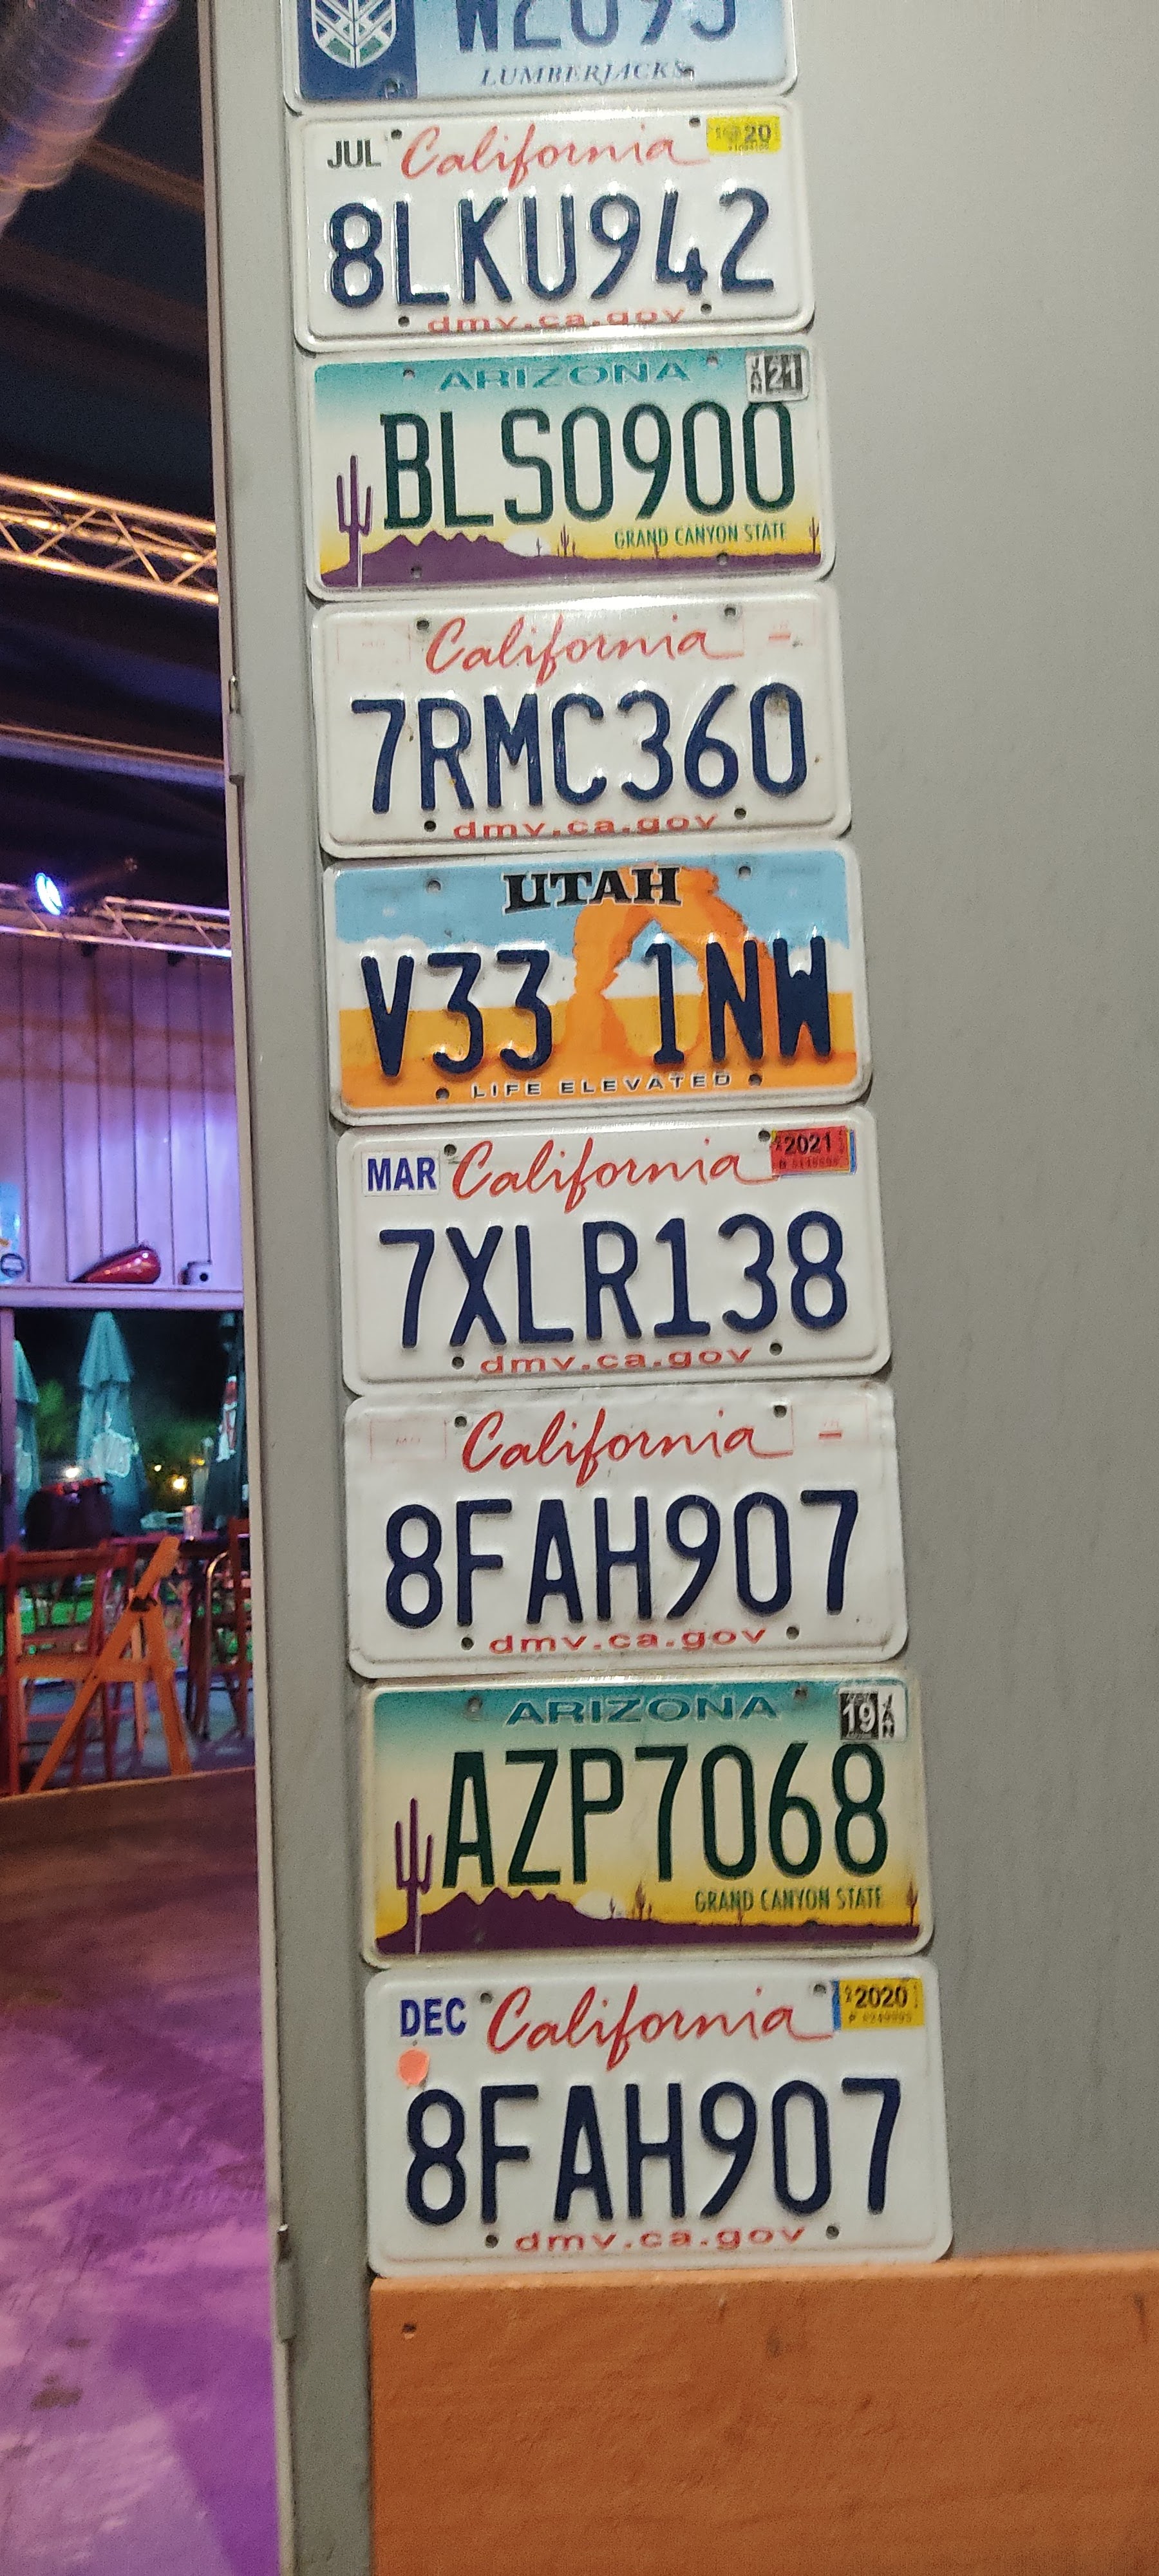 LUMBERJACKS
JUL California 20
8LKU942
dmv.ca.gov
ARIZONA JAN 21
BLS0900
GRAND CANYON STATE
California
7RMC360
dmv.ca.gov
UTAH
V33 1NW
LIFE ELEVATED
MAR California 2021
7XLR138
dmv.ca.gov
California
8FAH907
dmv.ca.gov
ARIZONA 19 JAN
AZP7068
GRAND CANYON STATE
DEC California 2020
8FAH907
dmv.ca.gov